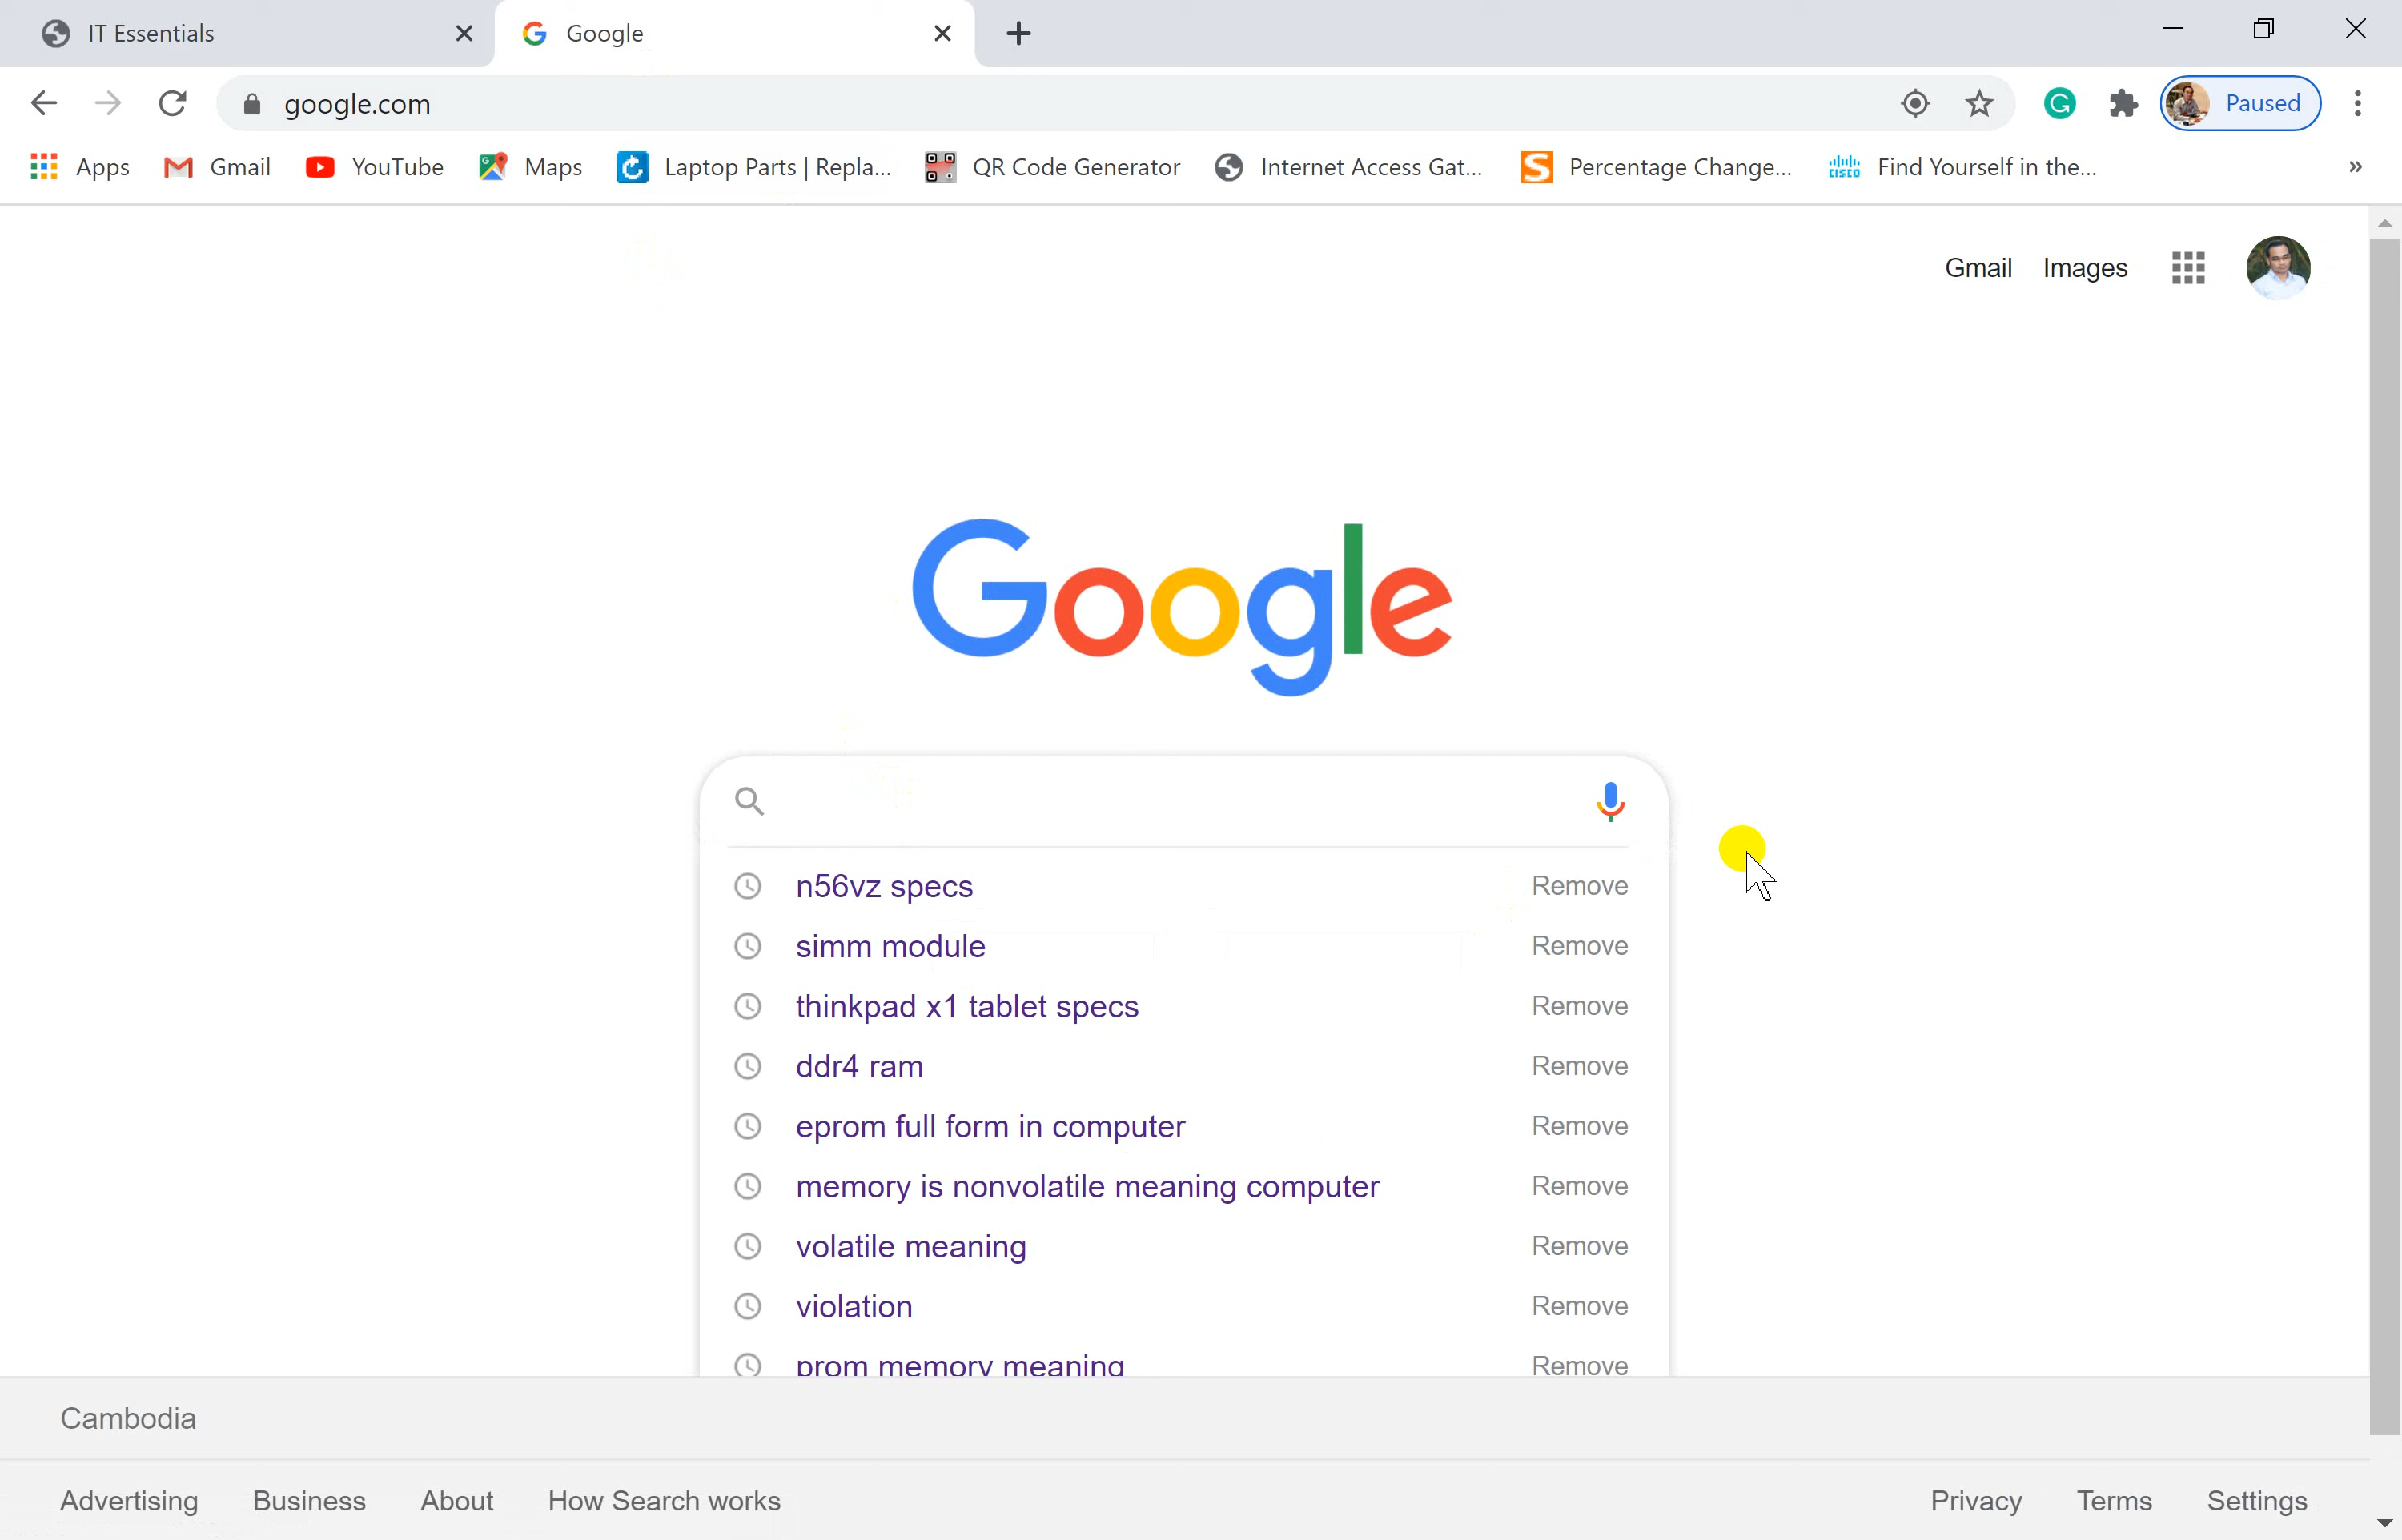 IT Essentials
Google
google.com
Paused
Apps
Gmail
YouTube
Maps
Laptop Parts | Repla...
QR Code Generator
Internet Access Gat...
Percentage Change...
Find Yourself in the...
Gmail
Images
Google
n56vz specs Remove
simm module Remove
thinkpad x1 tablet specs Remove
ddr4 ram Remove
eprom full form in computer Remove
memory is nonvolatile meaning computer Remove
volatile meaning Remove
violation Remove
prom memory meaning Remove
Cambodia
Advertising Business About How Search works Privacy Terms Settings